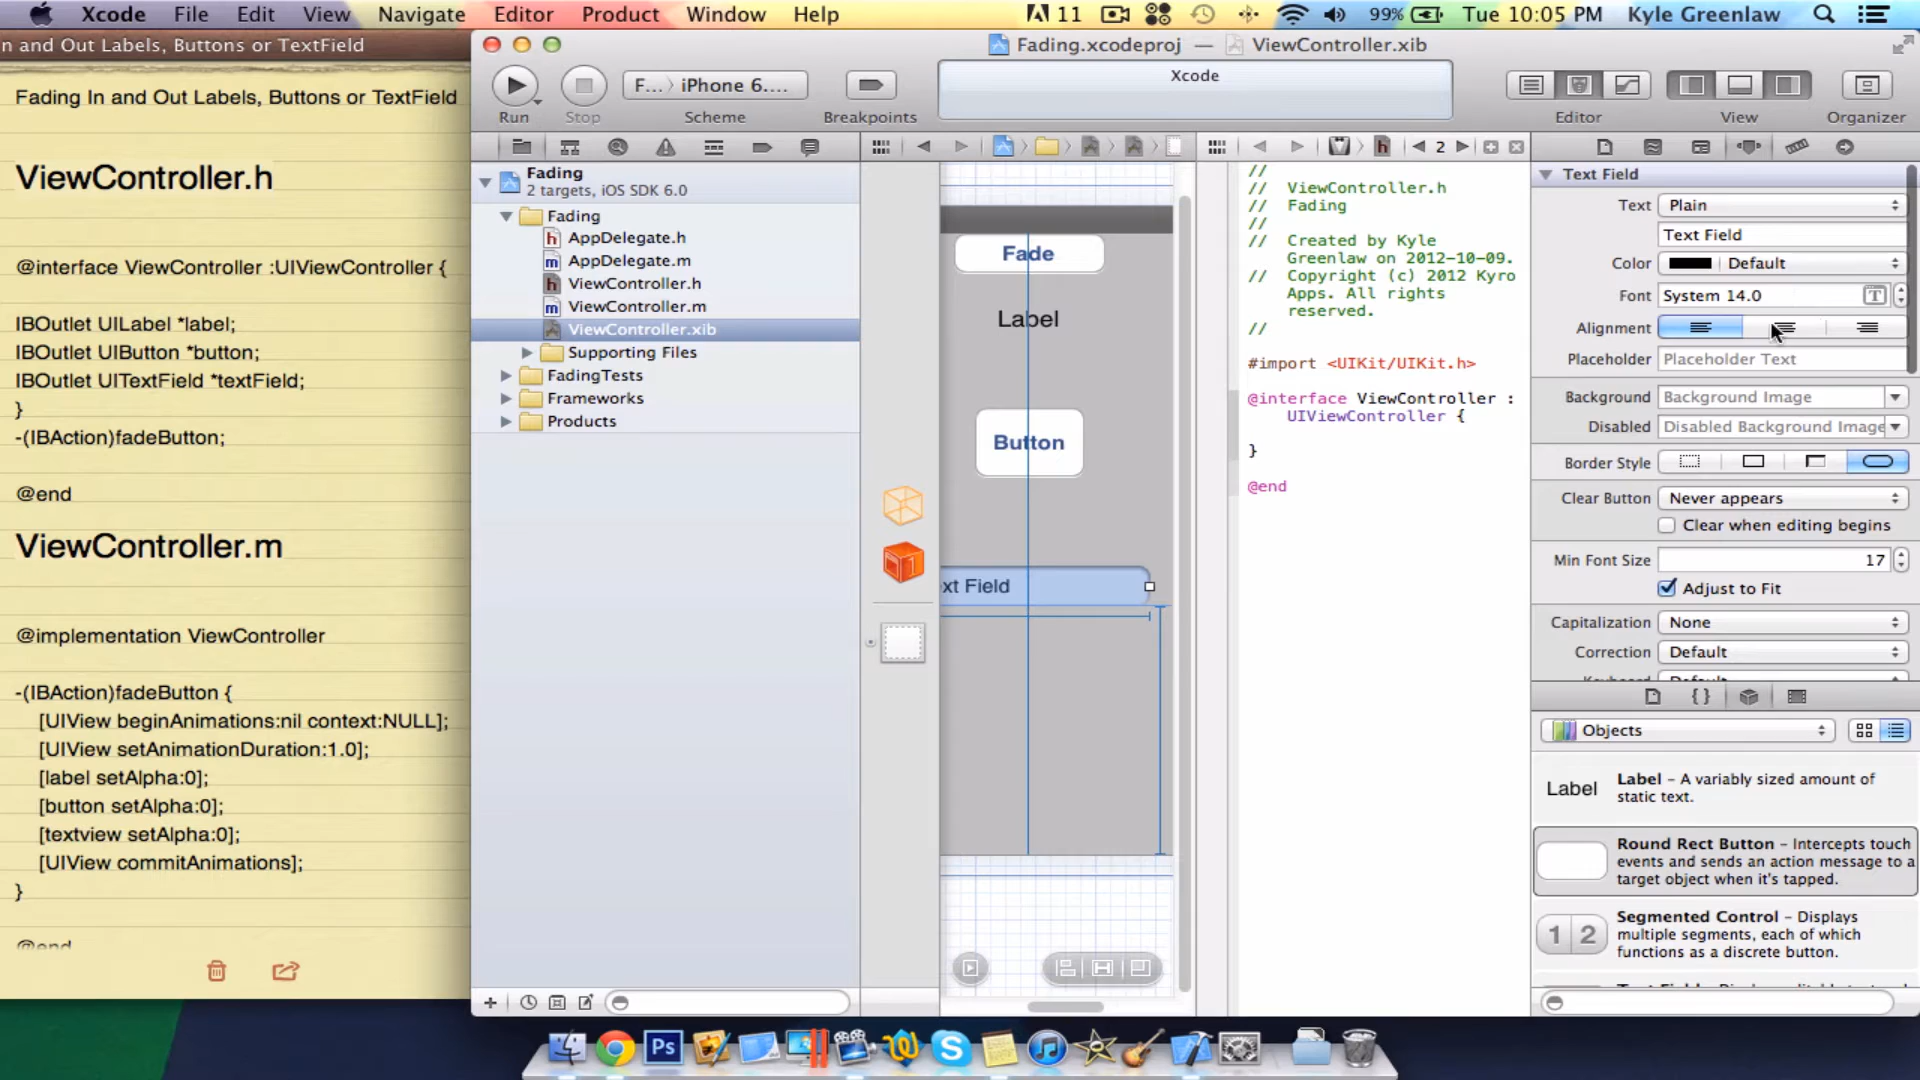 Xcode File Edit View Navigate Editor Product Window Help 11 99% Tue 10:05 PM Kyle Greenlaw
n and Out Labels, Buttons or TextField
Fading In and Out Labels, Buttons or TextField
ViewController.h
@interface ViewController :UIViewController {
IBOutlet UILabel *label;
IBOutlet UIButton *button;
IBOutlet UITextField *textField;
}
-(IBAction)fadeButton;
@end
ViewController.m
@implementation ViewController
-(IBAction)fadeButton {
[UIView beginAnimations:nil context:NULL];
[UIView setAnimationDuration:1.0];
[label setAlpha:0];
[button setAlpha:0];
[textview setAlpha:0];
[UIView commitAnimations];
}
@end
Fading.xcodeproj — ViewController.xib
F... iPhone 6....
Xcode
Run Stop Scheme Breakpoints Editor View Organizer
2
Fading
2 targets, iOS SDK 6.0
Fading
AppDelegate.h
AppDelegate.m
ViewController.h
ViewController.m
ViewController.xib
Supporting Files
FadingTests
Frameworks
Products
Fade
Label
Button
xt Field
//
// ViewController.h
// Fading
//
// Created by Kyle
Greenlaw on 2012-10-09.
// Copyright (c) 2012 Kyro
Apps. All rights
reserved.
//
#import <UIKit/UIKit.h>
@interface ViewController :
UIViewController {
}
@end
Text Field
Text Plain
Text Field
Color Default
Font System 14.0
Alignment
Placeholder Placeholder Text
Background Background Image
Disabled Disabled Background Image
Border Style
Clear Button Never appears
Clear when editing begins
Min Font Size 17
Adjust to Fit
Capitalization None
Correction Default
Keyboard Default
{ }
Objects
Label
Label – A variably sized amount of
static text.
Round Rect Button – Intercepts touch
events and sends an action message to a
target object when it's tapped.
1 2
Segmented Control – Displays
multiple segments, each of which
functions as a discrete button.
Ps